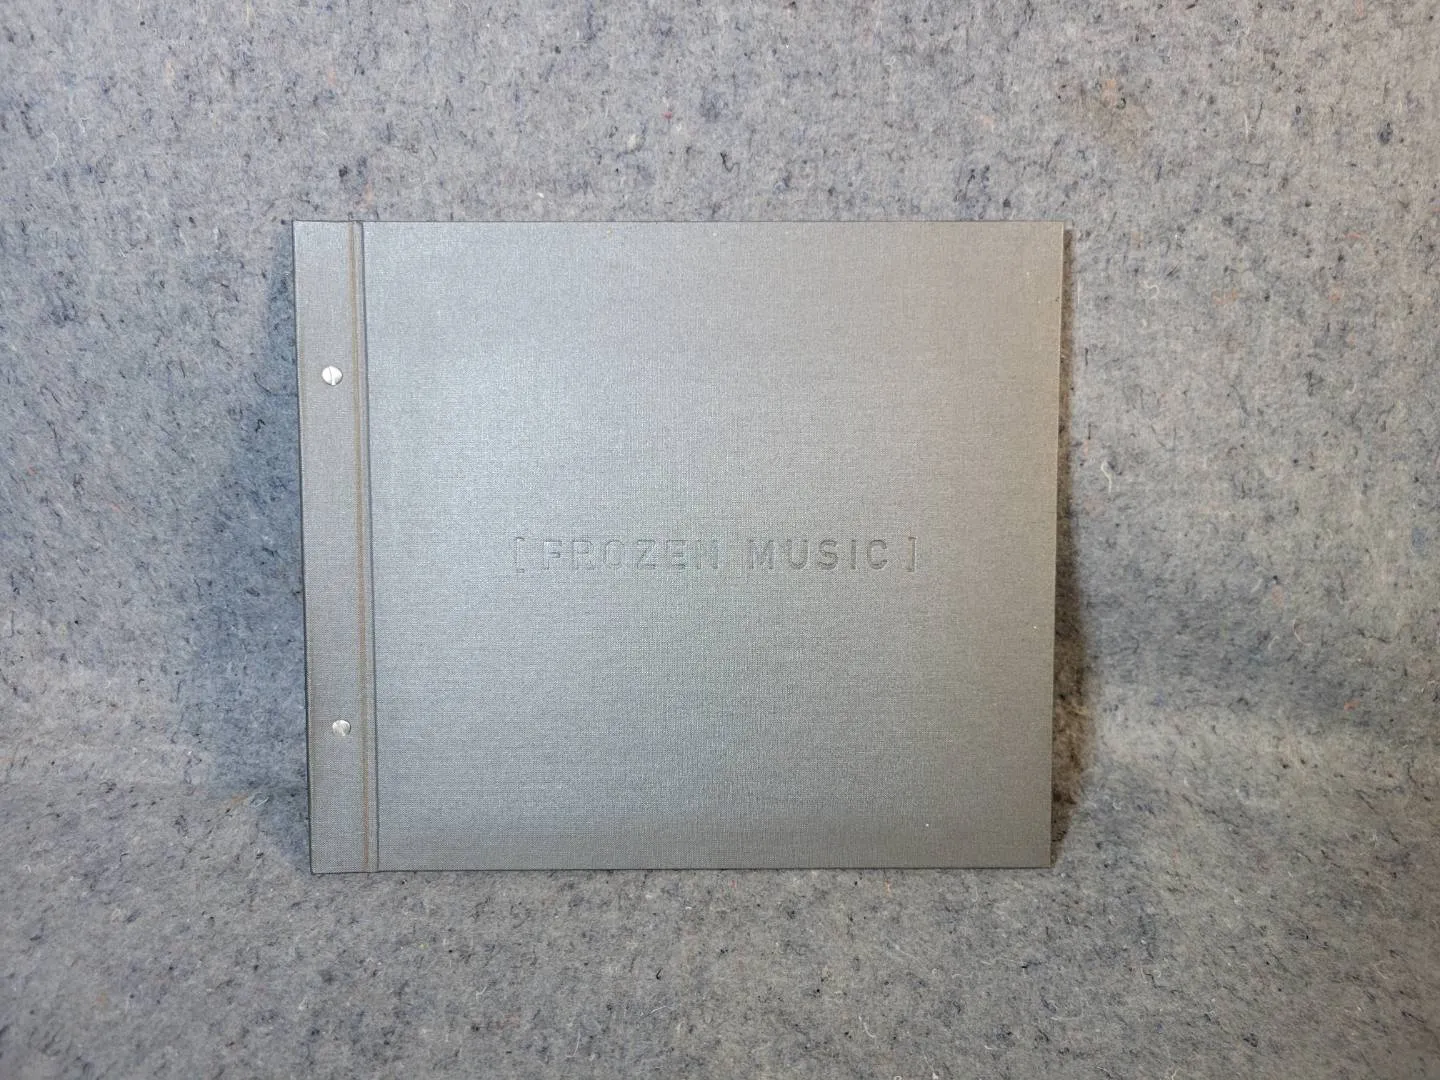 [ FROZEN MUSIC ]